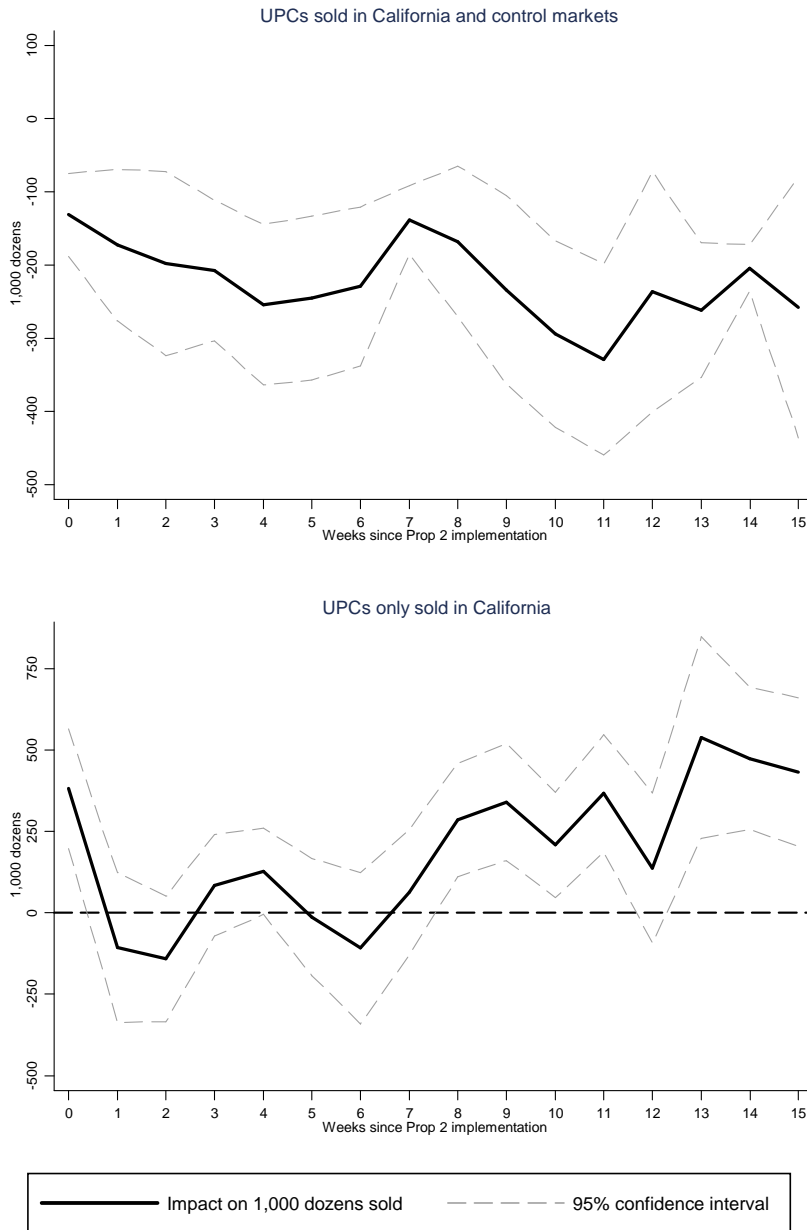 UPCs sold in California and control markets
1,000 dozens
100
0
-100
-200
-300
-400
-500
0 1 2 3 4 5 6 7 8 9 10 11 12 13 14 15
Weeks since Prop 2 implementation
UPCs only sold in California
1,000 dozens
750
500
250
0
-250
-500
0 1 2 3 4 5 6 7 8 9 10 11 12 13 14 15
Weeks since Prop 2 implementation
Impact on 1,000 dozens sold
95% confidence interval